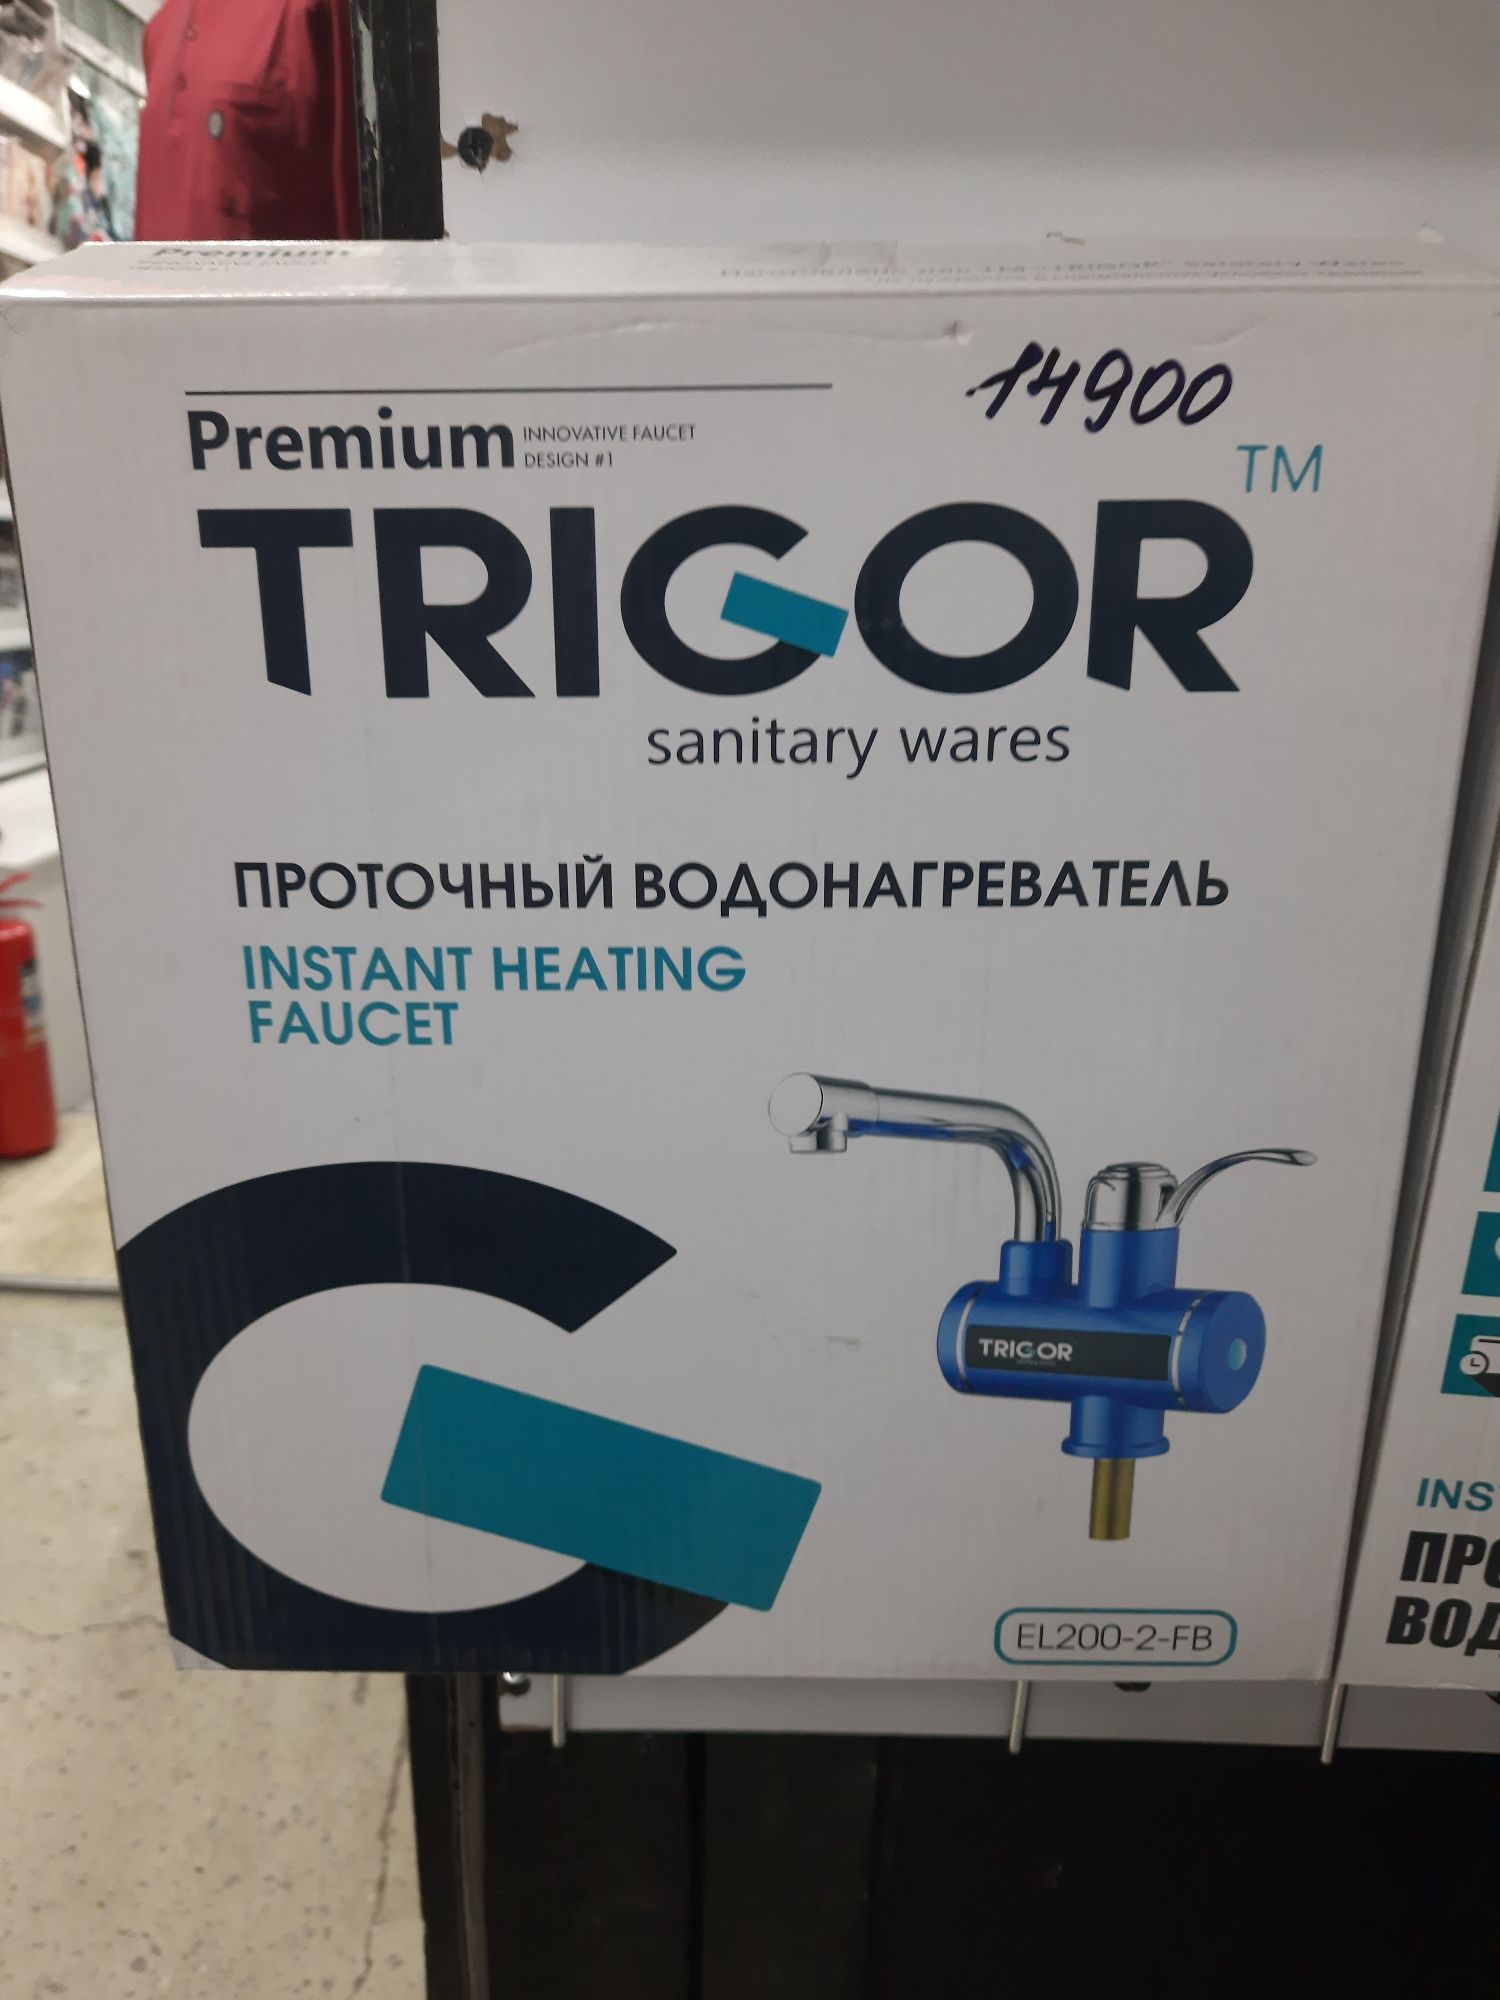 Premium
14900
Premium INNOVATIVE FAUCET
DESIGN #1
TRIGOR TM
sanitary wares
ПРОТОЧНЫЙ ВОДОНАГРЕВАТЕЛЬ
INSTANT HEATING
FAUCET
TRIGOR
EL200-2-FB
INS
ПРО
ВОД